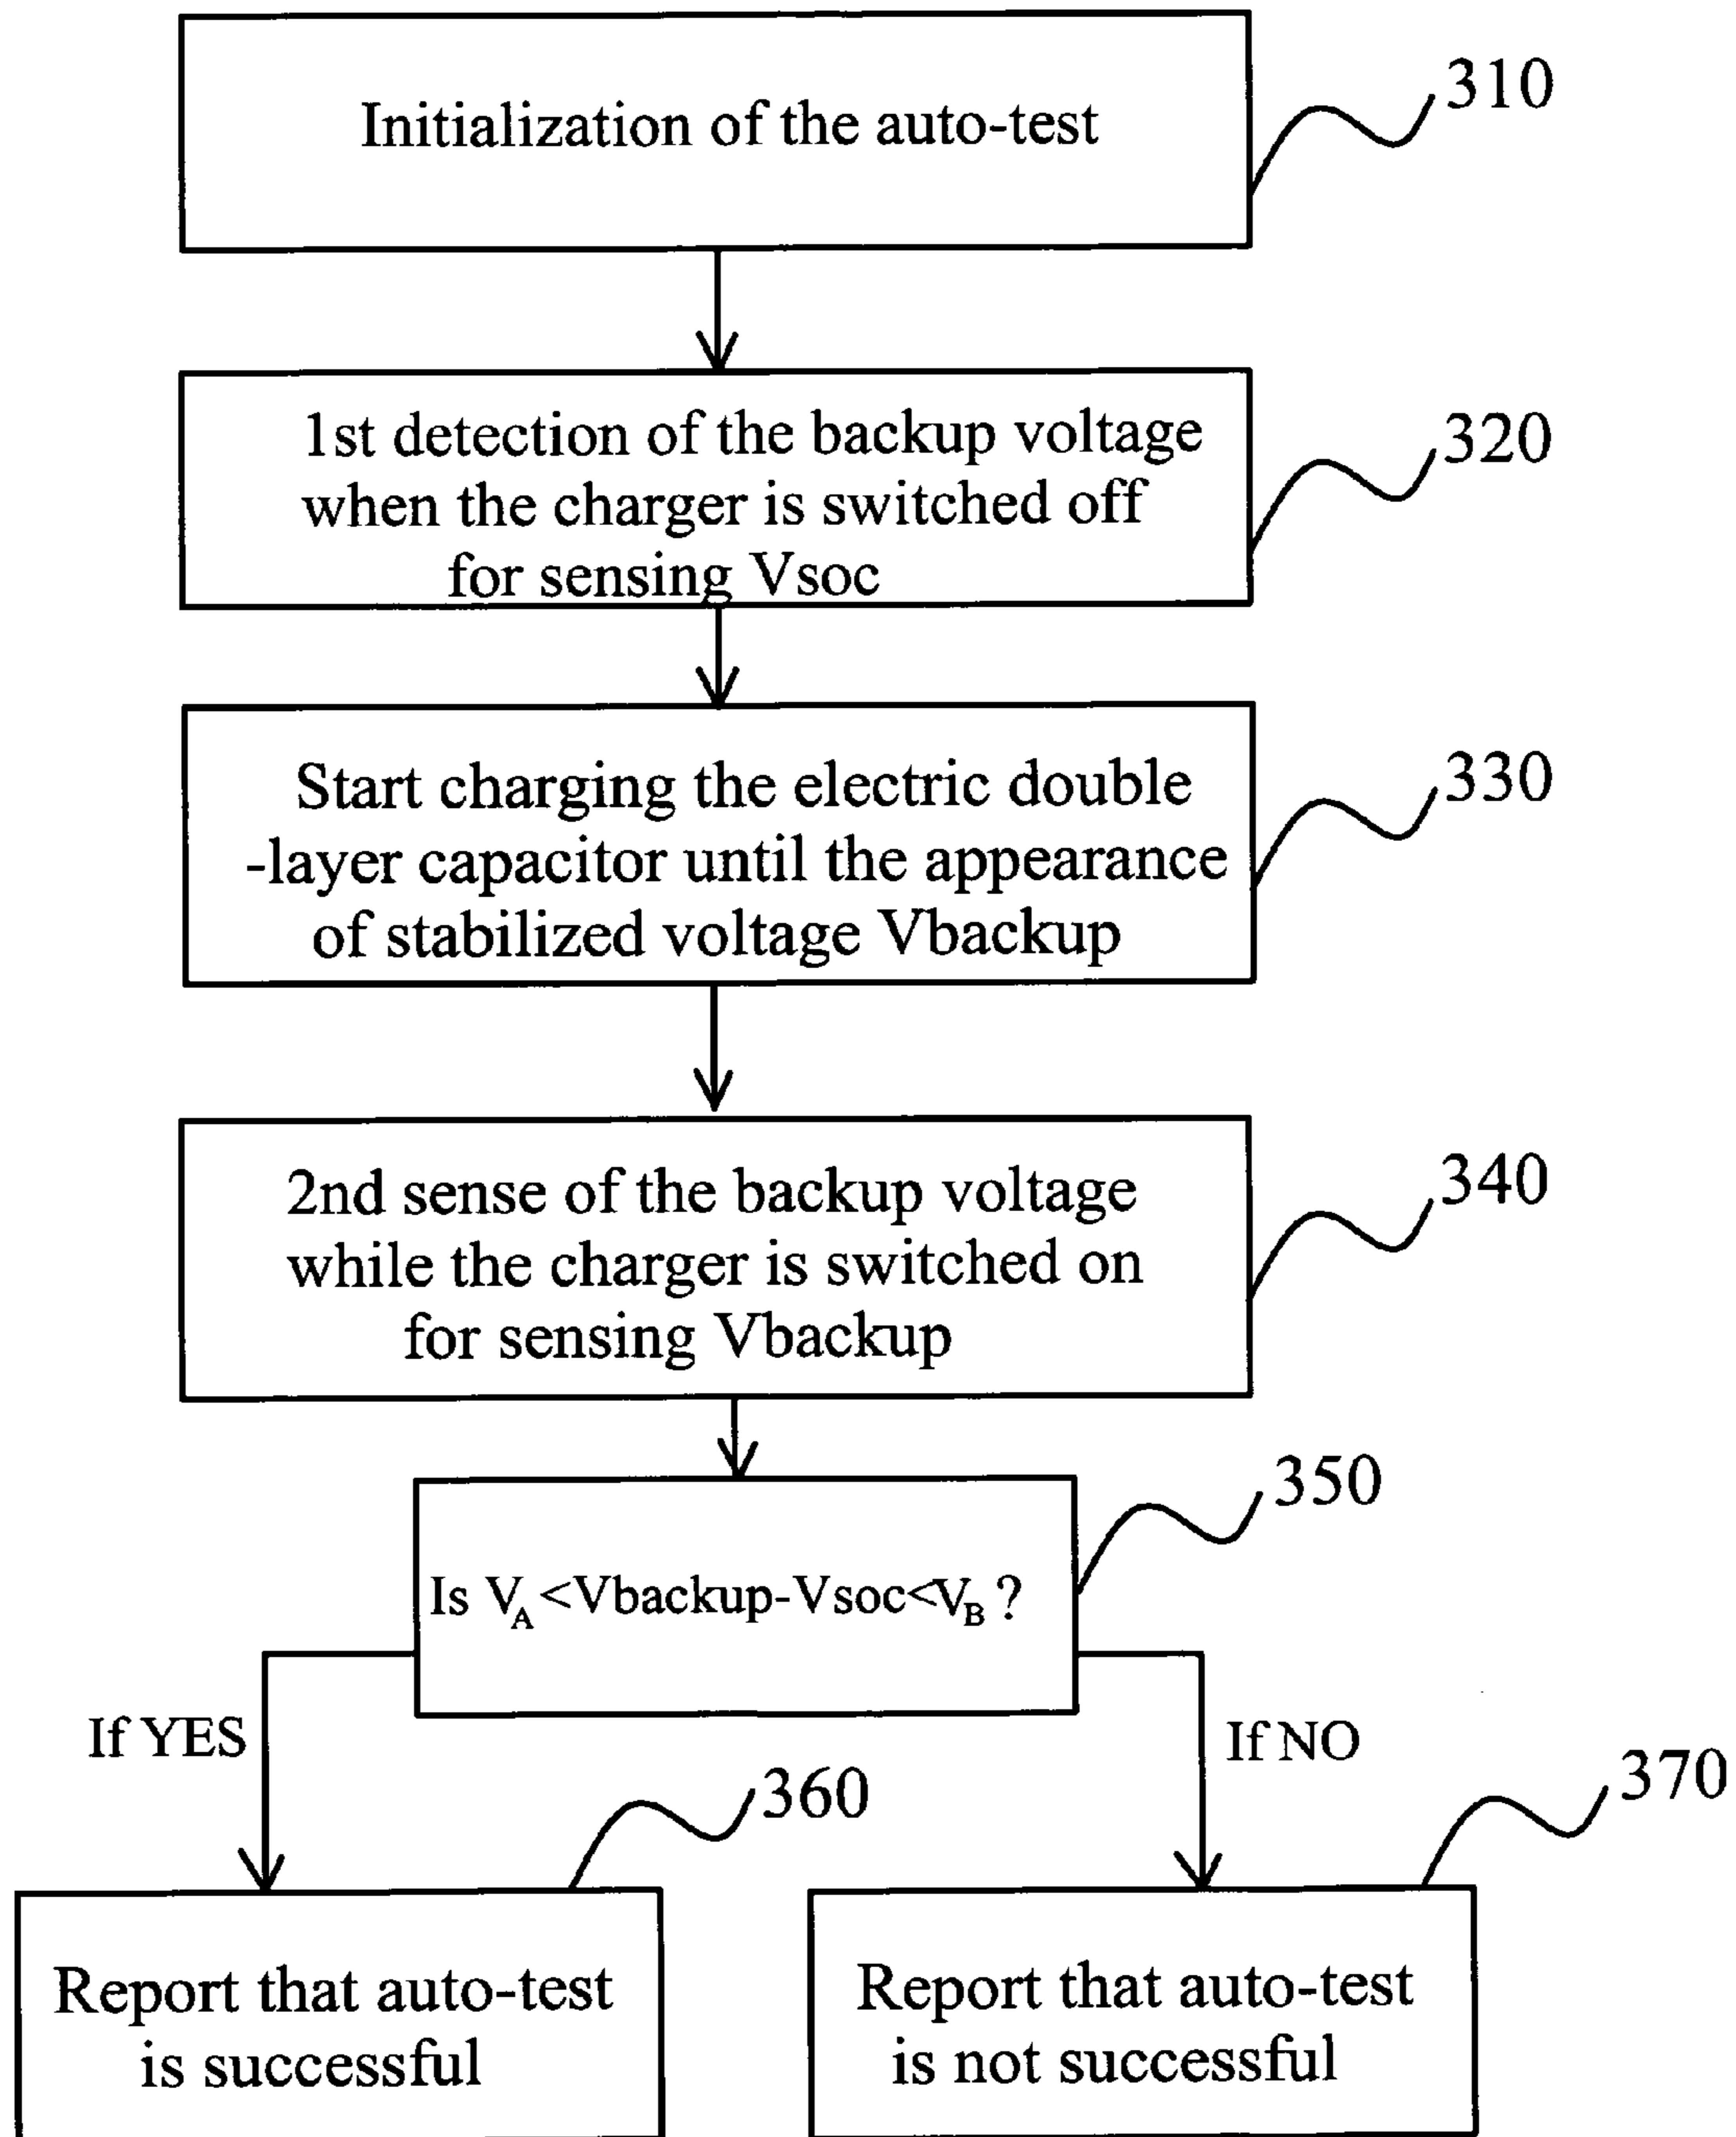 Initialization of the auto-test
310
1st detection of the backup voltage
when the charger is switched off
for sensing Vsoc
320
Start charging the electric double
-layer capacitor until the appearance
of stabilized voltage Vbackup
330
2nd sense of the backup voltage
while the charger is switched on
for sensing Vbackup
340
350
Is VA<Vbackup-Vsoc<VB ?
If YES
If NO
360
370
Report that auto-test
is successful
Report that auto-test
is not successful